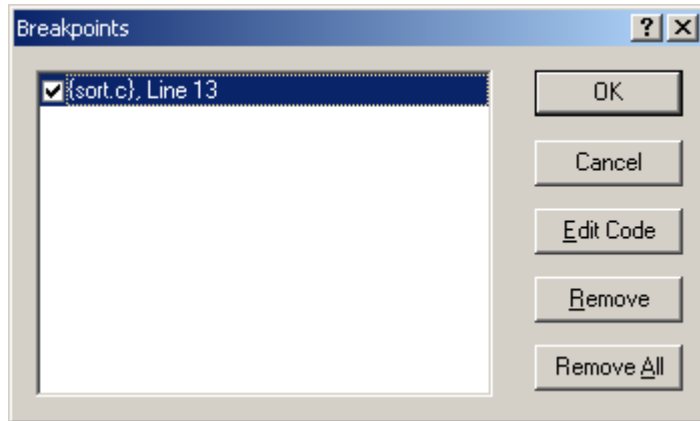 Breakpoints
{sort.c}, Line 13
OK
Cancel
Edit Code
Remove
Remove All